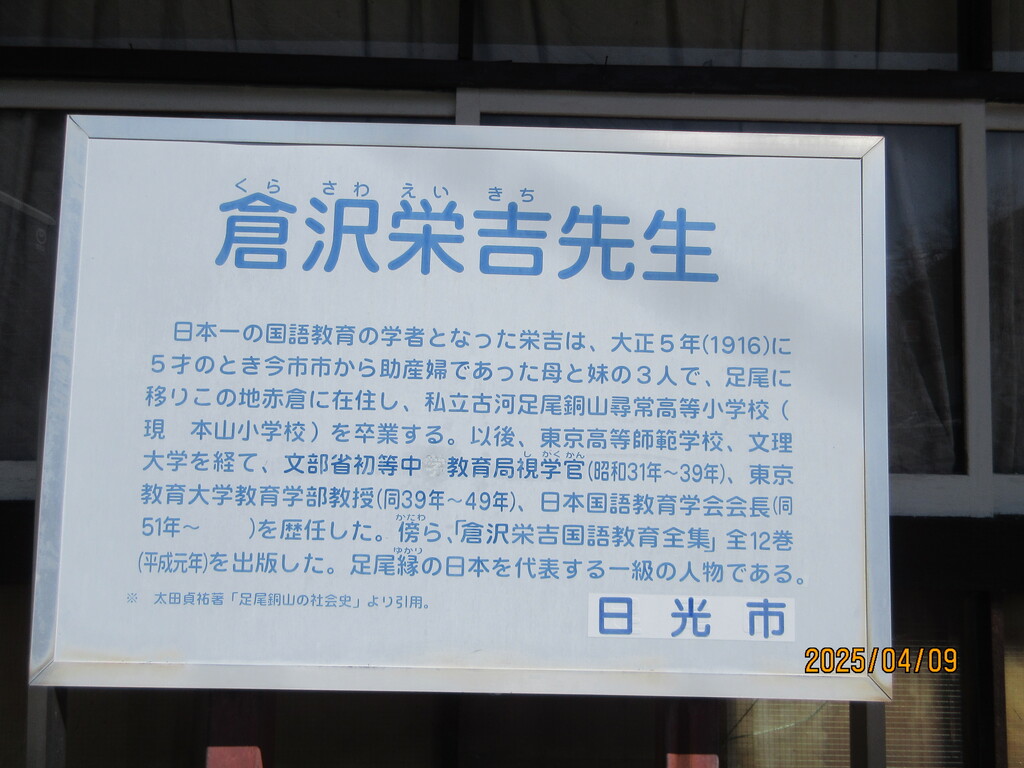 くら さわ えい きち
倉沢栄吉先生
日本一の国語教育の学者となった栄吉は、大正5年(1916)に
5才のとき今市市から助産婦であった母と妹の3人で、足尾に
移りこの地赤倉に在住し、私立古河足尾銅山尋常高等小学校(
現 本山小学校)を卒業する。以後、東京高等師範学校、文理
大学を経て、文部省初等中学教育局視学官(昭和31年～39年)、東京
教育大学教育学部教授(同39年～49年)、日本国語教育学会会長(同
51年～ )を歴任した。傍ら、「倉沢栄吉国語教育全集」全12巻
(平成元年)を出版した。足尾縁の日本を代表する一級の人物である。
※ 太田貞祐著「足尾銅山の社会史」より引用。
日光市
2025/04/09